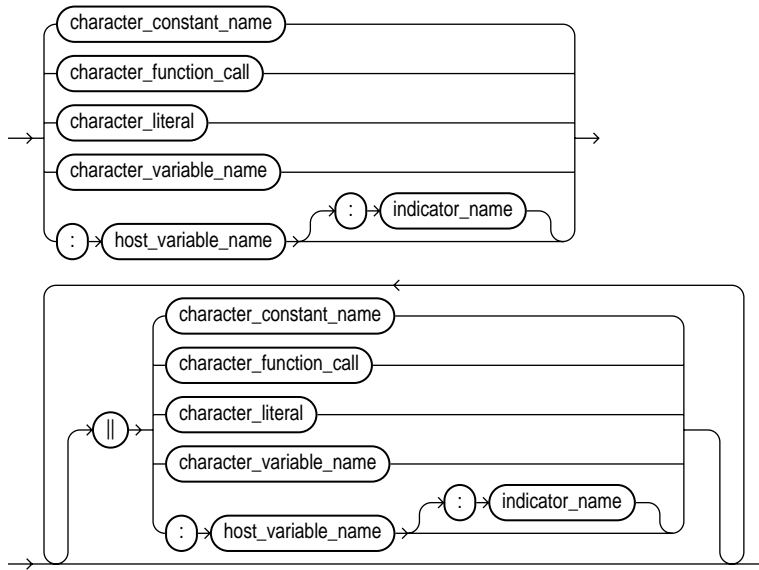 character_constant_name
character_function_call
character_literal
character_variable_name
: host_variable_name : indicator_name
character_constant_name
character_function_call
||
character_literal
character_variable_name
: host_variable_name : indicator_name